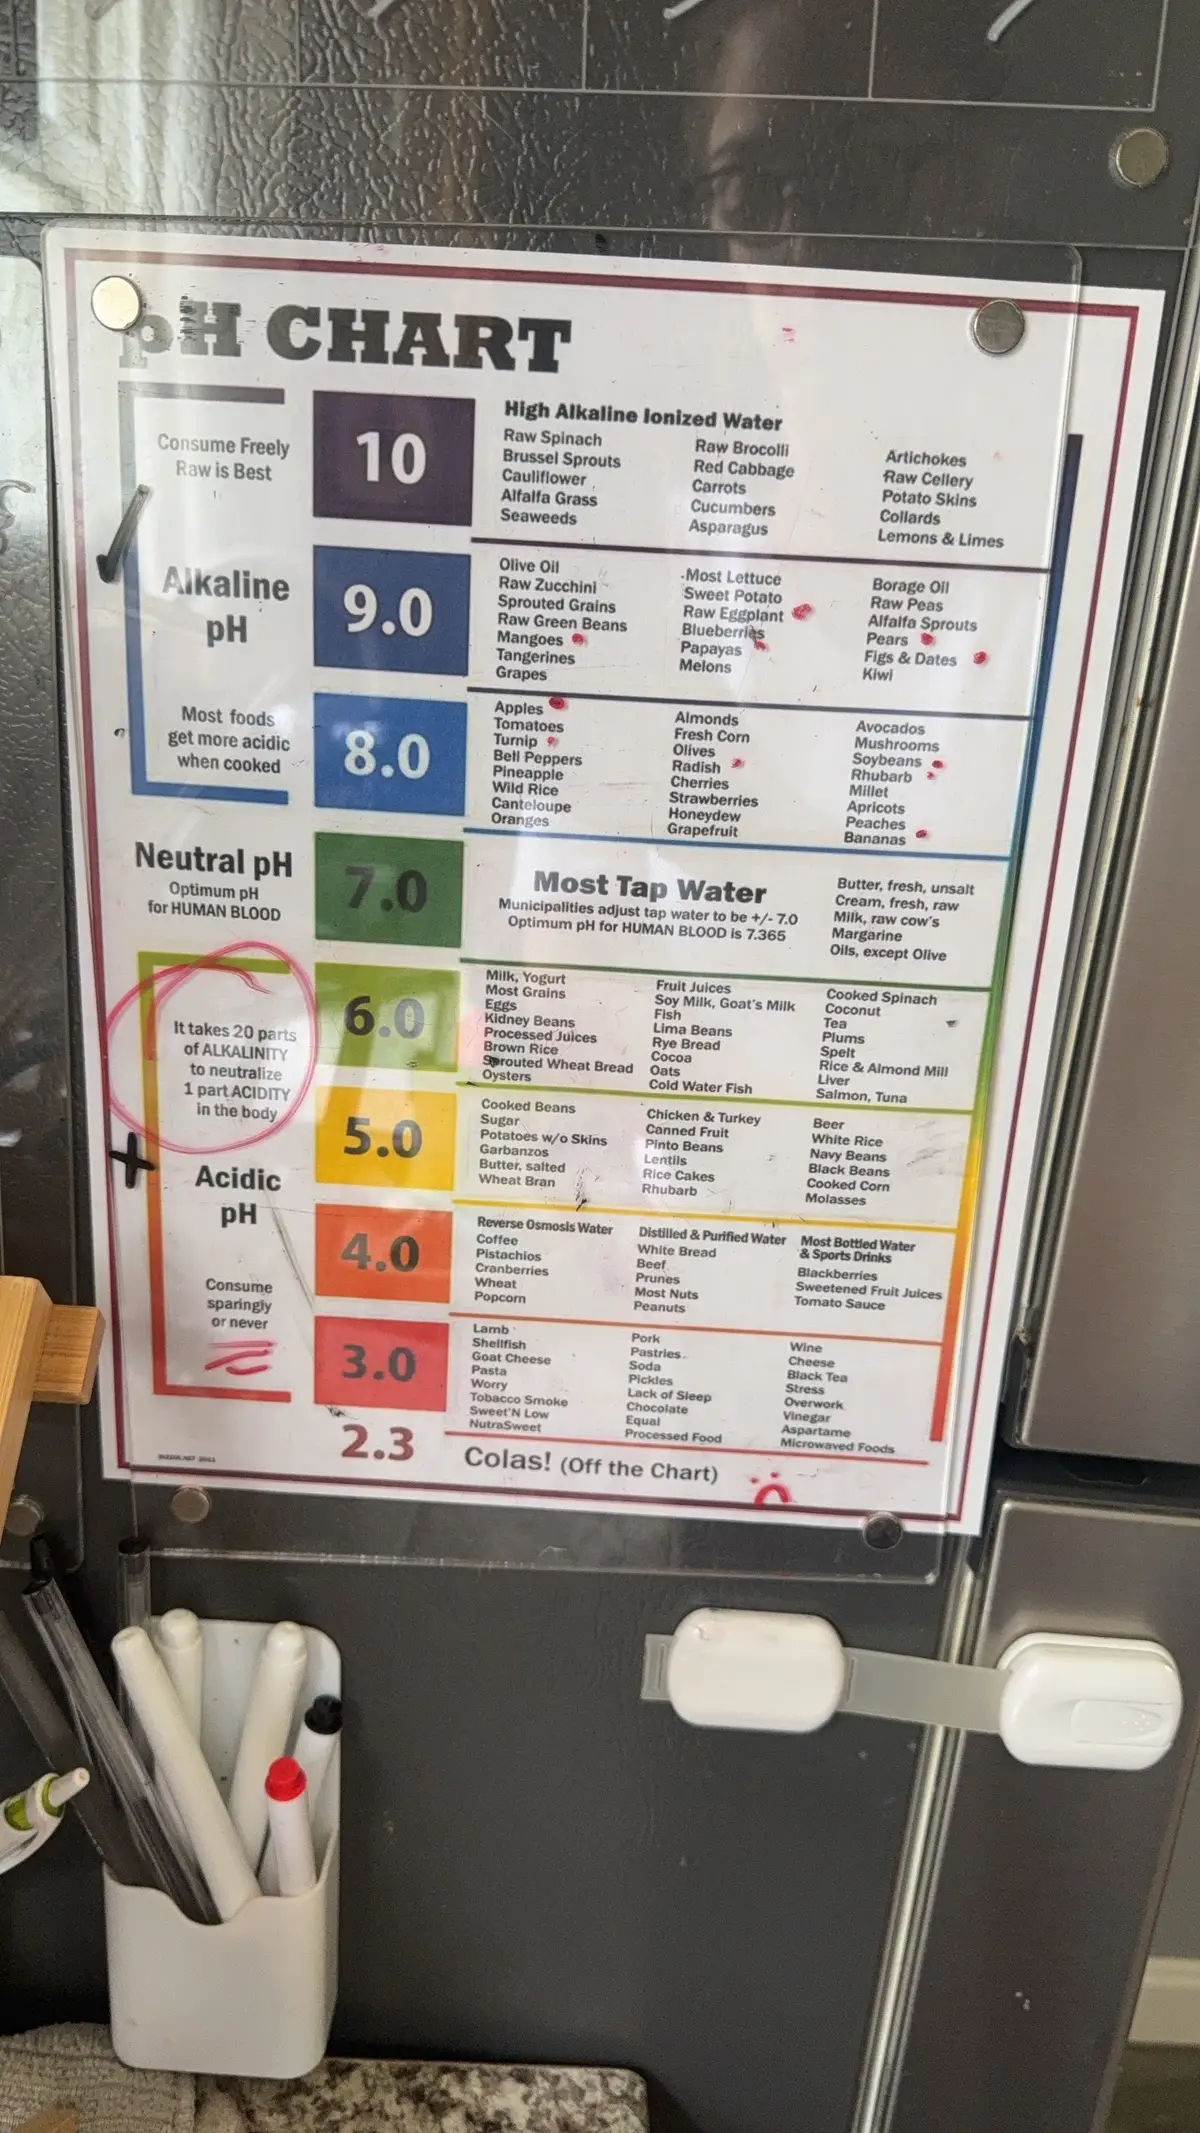 pH CHART
Consume Freely
Raw is Best
Alkaline
pH
Most foods
get more acidic
when cooked
10
High Alkaline Ionized Water
Raw Spinach
Brussel Sprouts
Cauliflower
Alfalfa Grass
Seaweeds
Raw Brocolli
Red Cabbage
Carrots
Cucumbers
Asparagus
Artichokes
Raw Cellery
Potato Skins
Collards
Lemons & Limes
9.0
Olive Oil
Raw Zucchini
Sprouted Grains
Raw Green Beans
Mangoes
Tangerines
Grapes
Most Lettuce
Sweet Potato
Raw Eggplant
Blueberries
Papayas
Melons
Borage Oil
Raw Peas
Alfalfa Sprouts
Pears
Figs & Dates
Kiwi
8.0
Apples
Tomatoes
Turnip
Bell Peppers
Pineapple
Wild Rice
Canteloupe
Oranges
Almonds
Fresh Corn
Olives
Radish
Cherries
Strawberries
Honeydew
Grapefruit
Avocados
Mushrooms
Soybeans
Rhubarb
Millet
Apricots
Peaches
Bananas
Neutral pH
Optimum pH
for HUMAN BLOOD
7.0
Most Tap Water
Municipalities adjust tap water to be +/- 7.0
Optimum pH for HUMAN BLOOD is 7.365
Butter, fresh, unsalt
Cream, fresh, raw
Milk, raw cow's
Margarine
Oils, except Olive
It takes 20 parts
of ALKALINITY
to neutralize
1 part ACIDITY
in the body
Acidic
pH
Consume
sparingly
or never
6.0
Milk, Yogurt
Most Grains
Eggs
Kidney Beans
Processed Juices
Brown Rice
Sprouted Wheat Bread
Oysters
Fruit Juices
Soy Milk, Goat's Milk
Fish
Lima Beans
Rye Bread
Cocoa
Oats
Cold Water Fish
Cooked Spinach
Coconut
Tea
Plums
Spelt
Rice & Almond Mill
Liver
Salmon, Tuna
5.0
Cooked Beans
Sugar
Potatoes w/o Skins
Garbanzos
Butter, salted
Wheat Bran
Chicken & Turkey
Canned Fruit
Pinto Beans
Lentils
Rice Cakes
Rhubarb
Beer
White Rice
Navy Beans
Black Beans
Cooked Corn
Molasses
4.0
Reverse Osmosis Water
Coffee
Pistachios
Cranberries
Wheat
Popcorn
Distilled & Purified Water
White Bread
Beef
Prunes
Most Nuts
Peanuts
Most Bottled Water
& Sports Drinks
Blackberries
Sweetened Fruit Juices
Tomato Sauce
3.0
Lamb
Shellfish
Goat Cheese
Pasta
Worry
Tobacco Smoke
Sweet'N Low
NutraSweet
Pork
Pastries
Soda
Pickles
Lack of Sleep
Chocolate
Equal
Processed Food
Wine
Cheese
Black Tea
Stress
Overwork
Vinegar
Aspartame
Microwaved Foods
2.3
Colas! (Off the Chart)